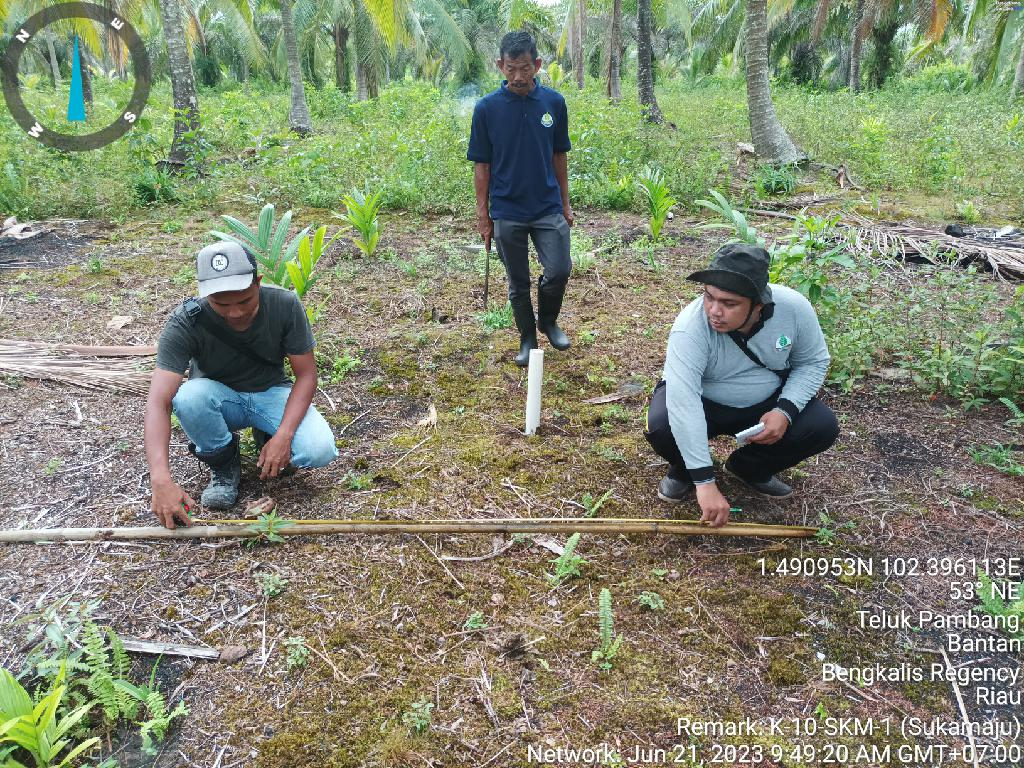 N E
W S
1.490953N 102.396113E
53° NE
Teluk Pambang
Bantan
Bengkalis Regency
Riau
Remark: K-10-SKM-1 (Sukamaju)
Network: Jun 21, 2023 9:49:20 AM GMT+07:00